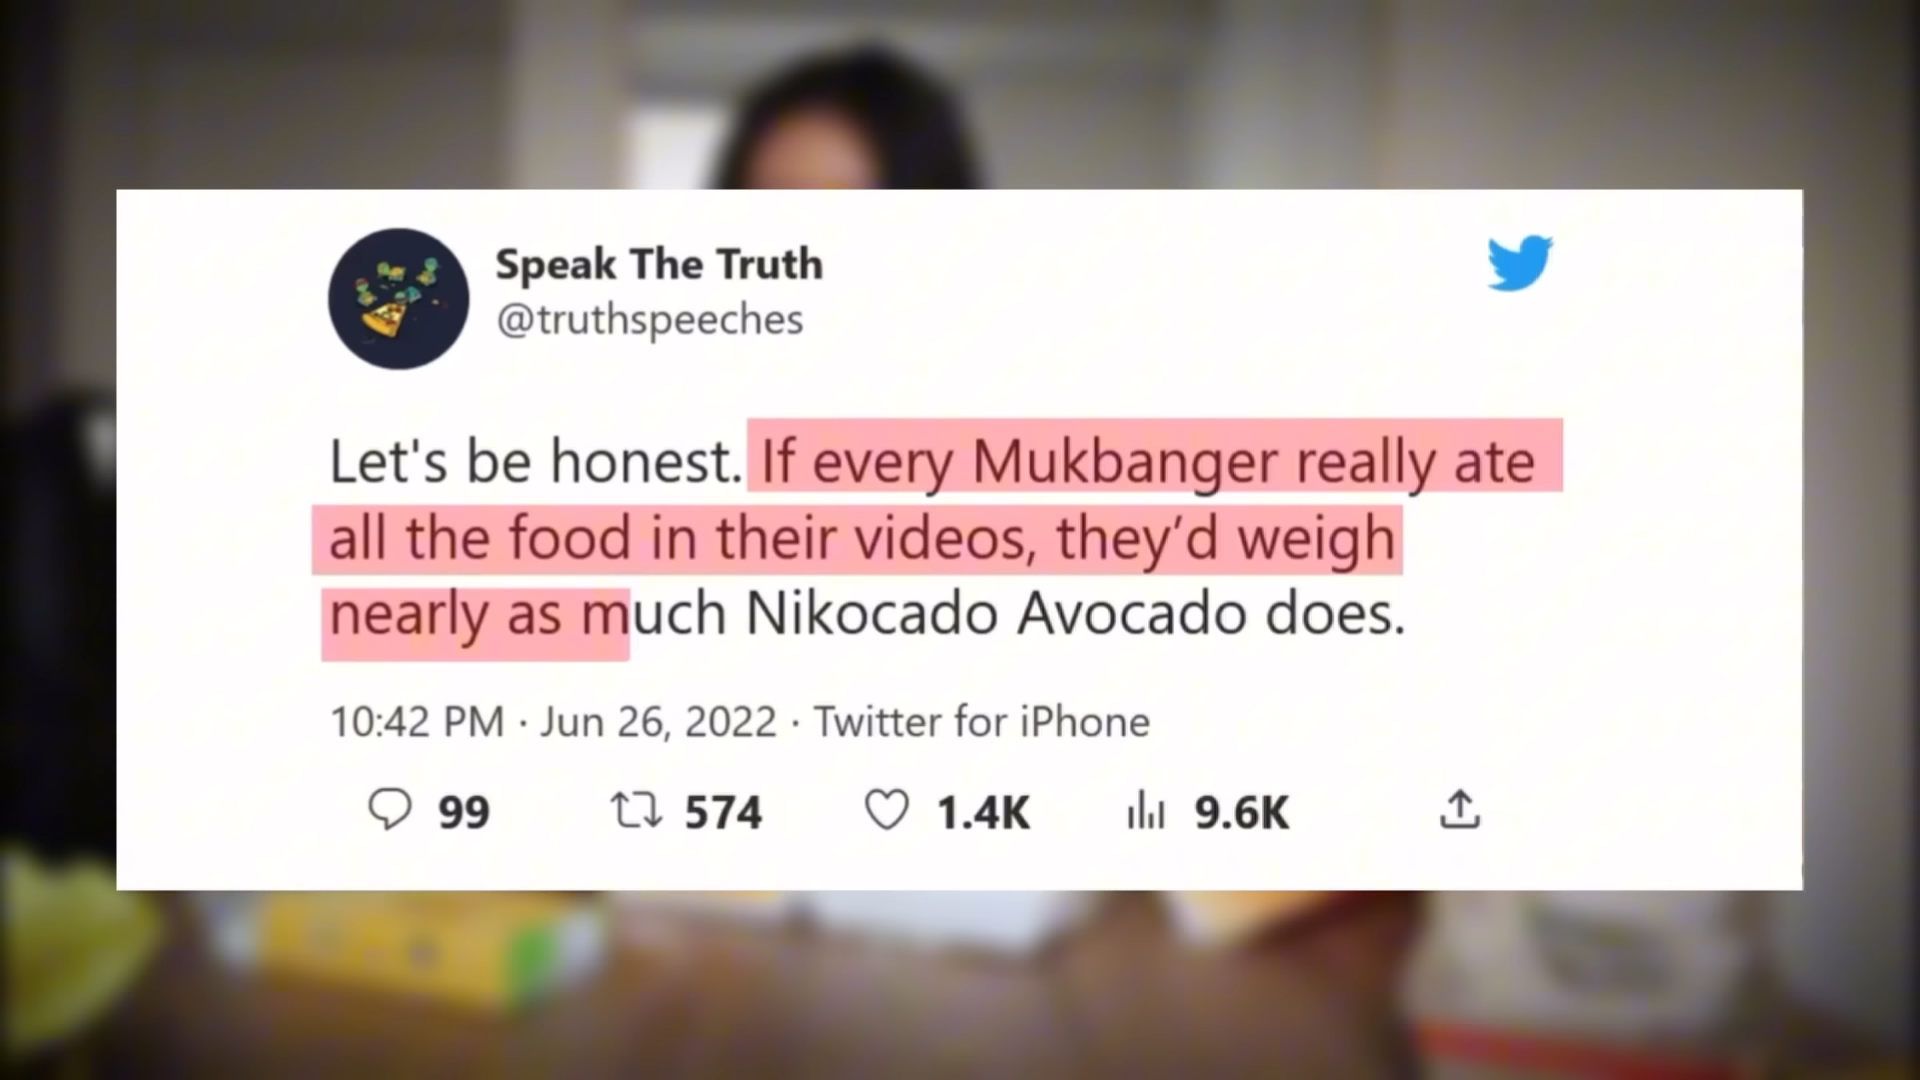 Speak The Truth
@truthspeeches
Let's be honest. If every Mukbanger really ate
all the food in their videos, they’d weigh
nearly as much Nikocado Avocado does.
10:42 PM · Jun 26, 2022 · Twitter for iPhone
99 574 1.4K 9.6K